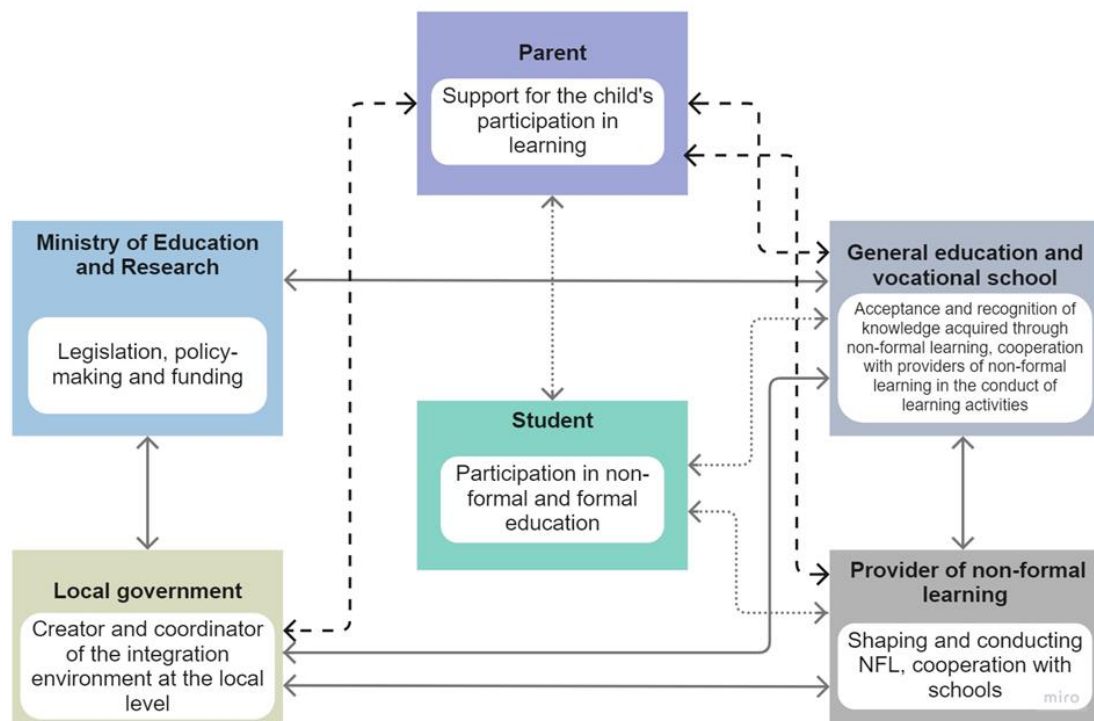 Parent
Support for the child's
participation in
learning
Ministry of Education
and Research
Legislation, policy-
making and funding
General education and
vocational school
Acceptance and recognition of
knowledge acquired through
non-formal learning, cooperation
with providers of non-formal
learning in the conduct of
learning activities
Student
Participation in non-
formal and formal
education
Local government
Creator and coordinator
of the integration
environment at the local
level
Provider of non-formal
learning
Shaping and conducting
NFL, cooperation with
schools
miro